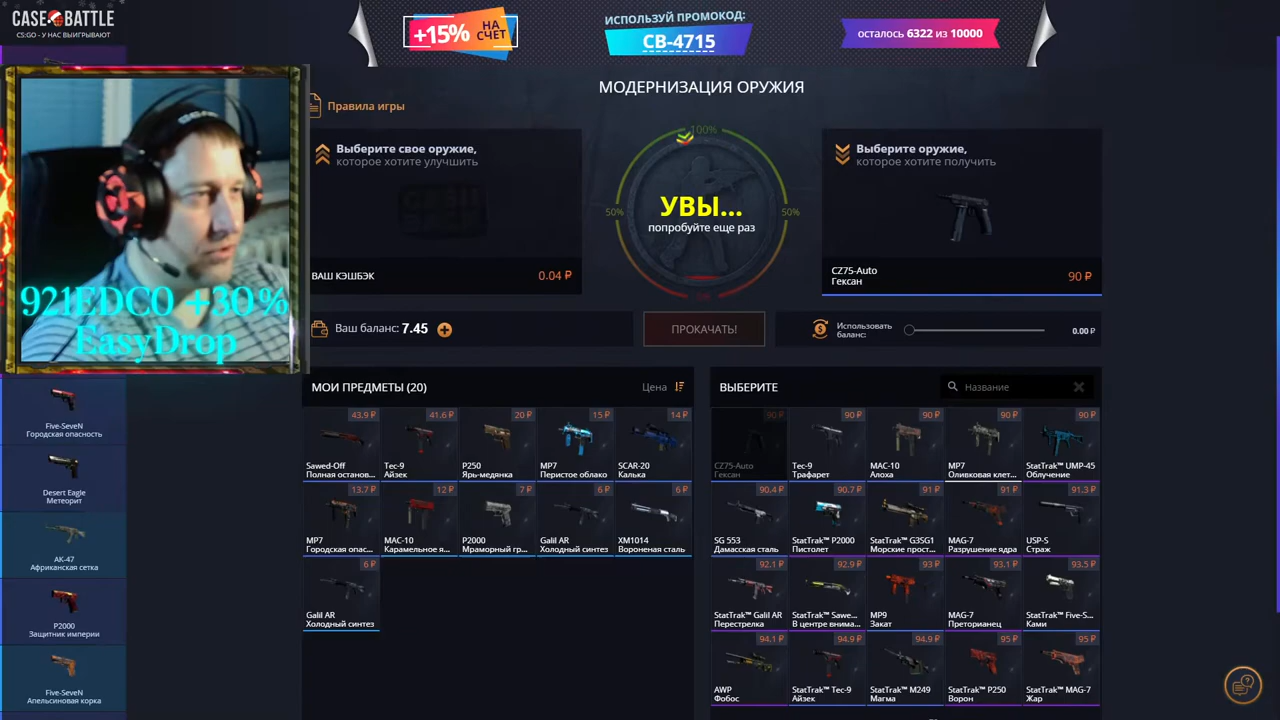 CASE BATTLE
CS:GO - У НАС ВЫИГРЫВАЮТ
+15% НА СЧЕТ
ИСПОЛЬЗУЙ ПРОМОКОД:
CB-4715
осталось 6322 из 10000
МОДЕРНИЗАЦИЯ ОРУЖИЯ
Правила игры
Выберите свое оружие,
которое хотите улучшить
100%
50%
50%
УВЫ...
попробуйте еще раз
Выберите оружие,
которое хотите получить
ВАШ КЭШБЭК
0.04 ₽
CZ75-Auto
Гексан
90 ₽
921EDC0 +30%
EasyDrop
Ваш баланс: 7.45
ПРОКАЧАТЬ!
Использовать
баланс:
0.00 ₽
МОИ ПРЕДМЕТЫ (20)
Цена
ВЫБЕРИТЕ
Название
Five-SeveN
Городская опасность
Desert Eagle
Метеорит
AK-47
Африканская сетка
P2000
Защитник империи
Five-SeveN
Апельсиновая корка
43.9 ₽
41.6 ₽
20 ₽
15 ₽
14 ₽
Sawed-Off
Полная останов...
Tec-9
Айзек
P250
Ярь-медянка
MP7
Перистое облако
SCAR-20
Калька
13.7 ₽
12 ₽
7 ₽
6 ₽
6 ₽
MP7
Городская опас...
MAC-10
Карамельное я...
P2000
Мраморный гр...
Galil AR
Холодный синтез
XM1014
Вороненая сталь
6 ₽
Galil AR
Холодный синтез
90 ₽
90 ₽
90 ₽
90 ₽
90 ₽
CZ75-Auto
Гексан
Tec-9
Трафарет
MAC-10
Алоха
MP7
Оливковая клет...
StatTrak™ UMP-45
Облучение
90.4 ₽
90.7 ₽
91 ₽
91 ₽
91.3 ₽
SG 553
Дамасская сталь
StatTrak™ P2000
Пистолет
StatTrak™ G3SG1
Морские прост...
MAG-7
Разрушение ядра
USP-S
Страж
92.1 ₽
92.9 ₽
93 ₽
93.1 ₽
93.5 ₽
StatTrak™ Galil AR
Перестрелка
StatTrak™ Sawe...
В центре внима...
MP9
Закат
MAG-7
Преторианец
StatTrak™ Five-S...
Ками
94.1 ₽
94.9 ₽
94.9 ₽
95 ₽
95 ₽
AWP
Фобос
StatTrak™ Tec-9
Айзек
StatTrak™ M249
Магма
StatTrak™ P250
Ворон
StatTrak™ MAG-7
Жар